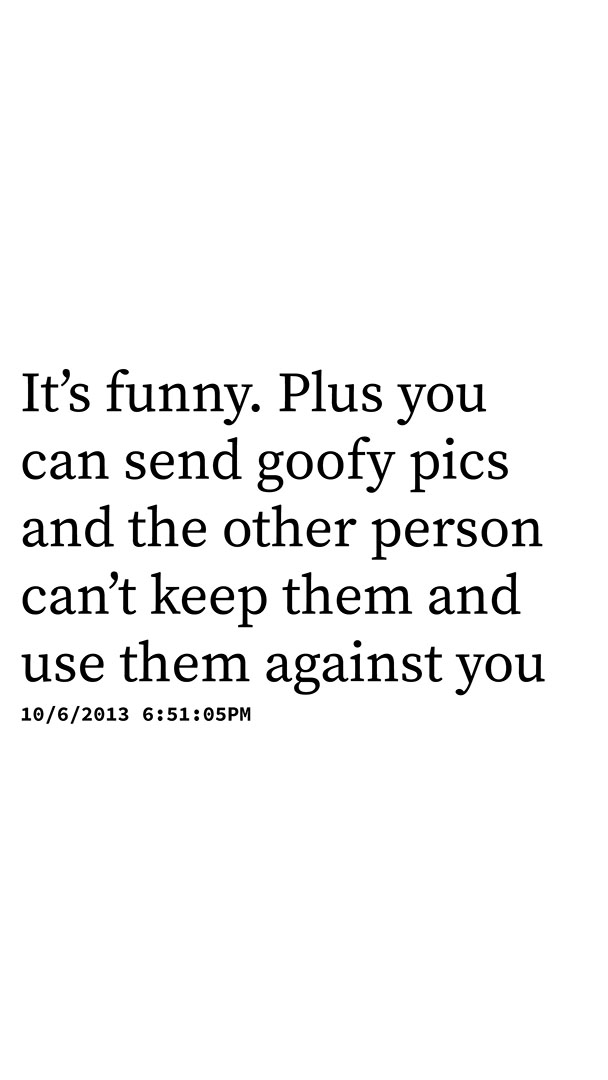 It’s funny. Plus you
can send goofy pics
and the other person
can’t keep them and
use them against you
10/6/2013 6:51:05PM